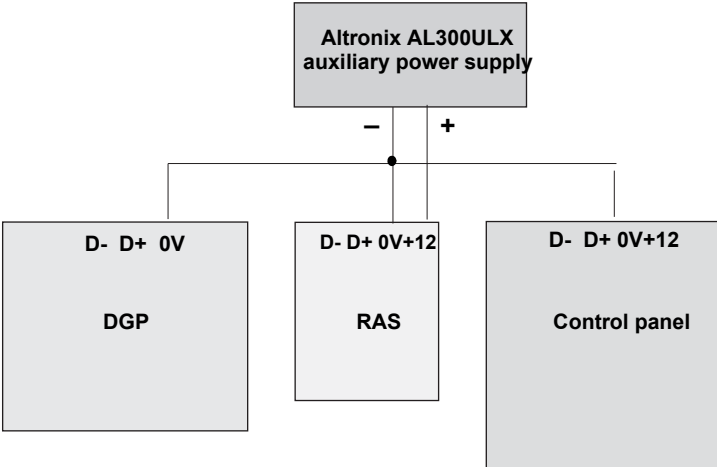 Altronix AL300ULX
auxiliary power supply
– +
D- D+ 0V
D- D+ 0V+12
D- D+ 0V+12
DGP
RAS
Control panel